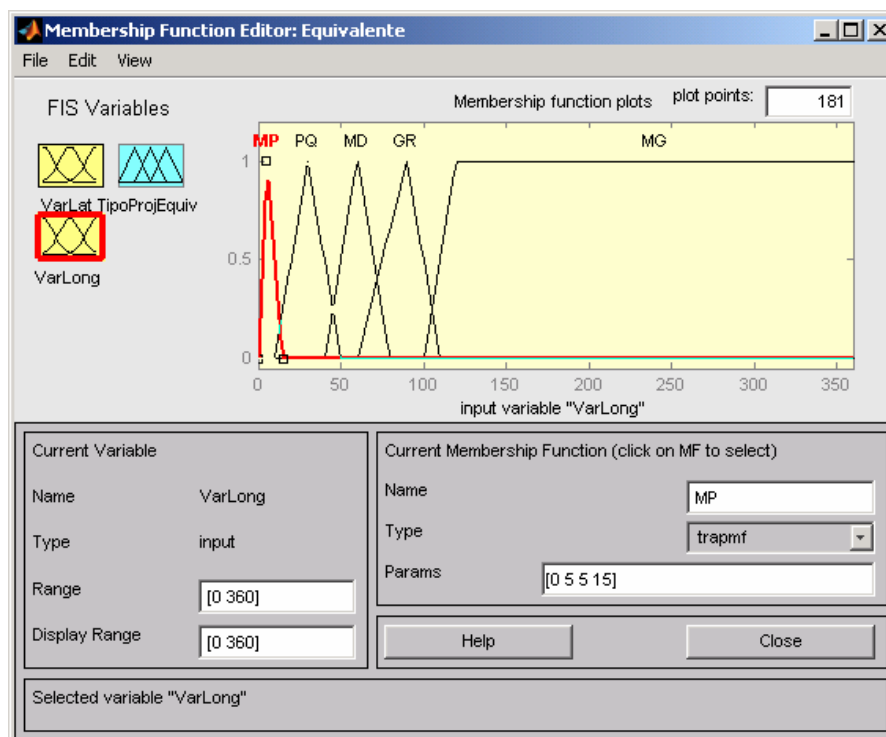 Membership Function Editor: Equivalente
File Edit View
FIS Variables
Membership function plots plot points: 181
MP PQ MD GR MG
1
0.5
0
0 50 100 150 200 250 300 350
input variable "VarLong"
VarLat TipoProjEquiv
VarLong
Current Variable
Name VarLong
Type input
Range [0 360]
Display Range [0 360]
Current Membership Function (click on MF to select)
Name MP
Type trapmf
Params [0 5 5 15]
Help Close
Selected variable "VarLong"